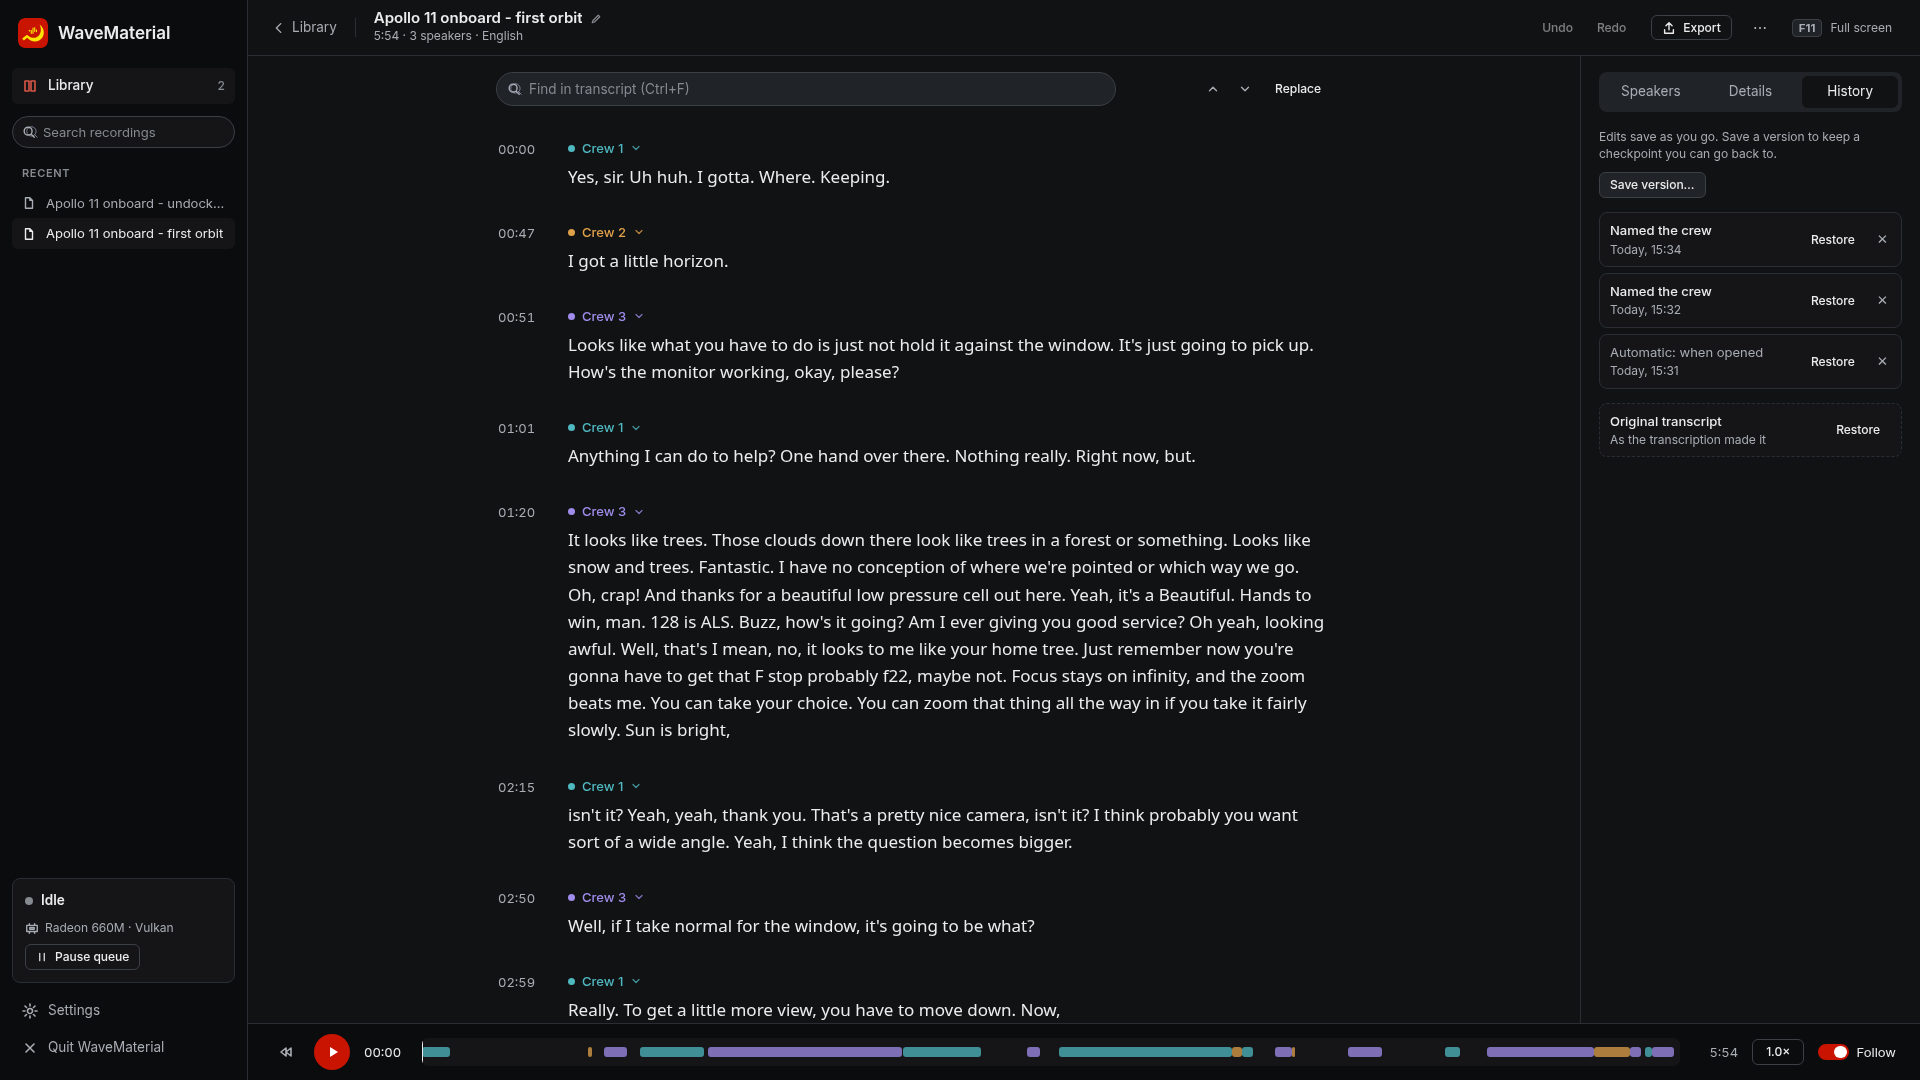 WaveMaterial
Library
2
Search recordings
RECENT
Apollo 11 onboard - undock...
Apollo 11 onboard - first orbit
Idle
Radeon 660M · Vulkan
Pause queue
Settings
Quit WaveMaterial
Library
Apollo 11 onboard - first orbit
5:54 · 3 speakers · English
Undo
Redo
Export
F11
Full screen
Find in transcript (Ctrl+F)
Replace
00:00
Crew 1
Yes, sir. Uh huh. I gotta. Where. Keeping.
00:47
Crew 2
I got a little horizon.
00:51
Crew 3
Looks like what you have to do is just not hold it against the window. It's just going to pick up.
How's the monitor working, okay, please?
01:01
Crew 1
Anything I can do to help? One hand over there. Nothing really. Right now, but.
01:20
Crew 3
It looks like trees. Those clouds down there look like trees in a forest or something. Looks like
snow and trees. Fantastic. I have no conception of where we're pointed or which way we go.
Oh, crap! And thanks for a beautiful low pressure cell out here. Yeah, it's a Beautiful. Hands to
win, man. 128 is ALS. Buzz, how's it going? Am I ever giving you good service? Oh yeah, looking
awful. Well, that's I mean, no, it looks to me like your home tree. Just remember now you're
gonna have to get that F stop probably f22, maybe not. Focus stays on infinity, and the zoom
beats me. You can take your choice. You can zoom that thing all the way in if you take it fairly
slowly. Sun is bright,
02:15
Crew 1
isn't it? Yeah, yeah, thank you. That's a pretty nice camera, isn't it? I think probably you want
sort of a wide angle. Yeah, I think the question becomes bigger.
02:50
Crew 3
Well, if I take normal for the window, it's going to be what?
02:59
Crew 1
Really. To get a little more view, you have to move down. Now,
Speakers
Details
History
Edits save as you go. Save a version to keep a
checkpoint you can go back to.
Save version...
Named the crew
Today, 15:34
Restore
Named the crew
Today, 15:32
Restore
Automatic: when opened
Today, 15:31
Restore
Original transcript
As the transcription made it
Restore
00:00
5:54
1.0×
Follow